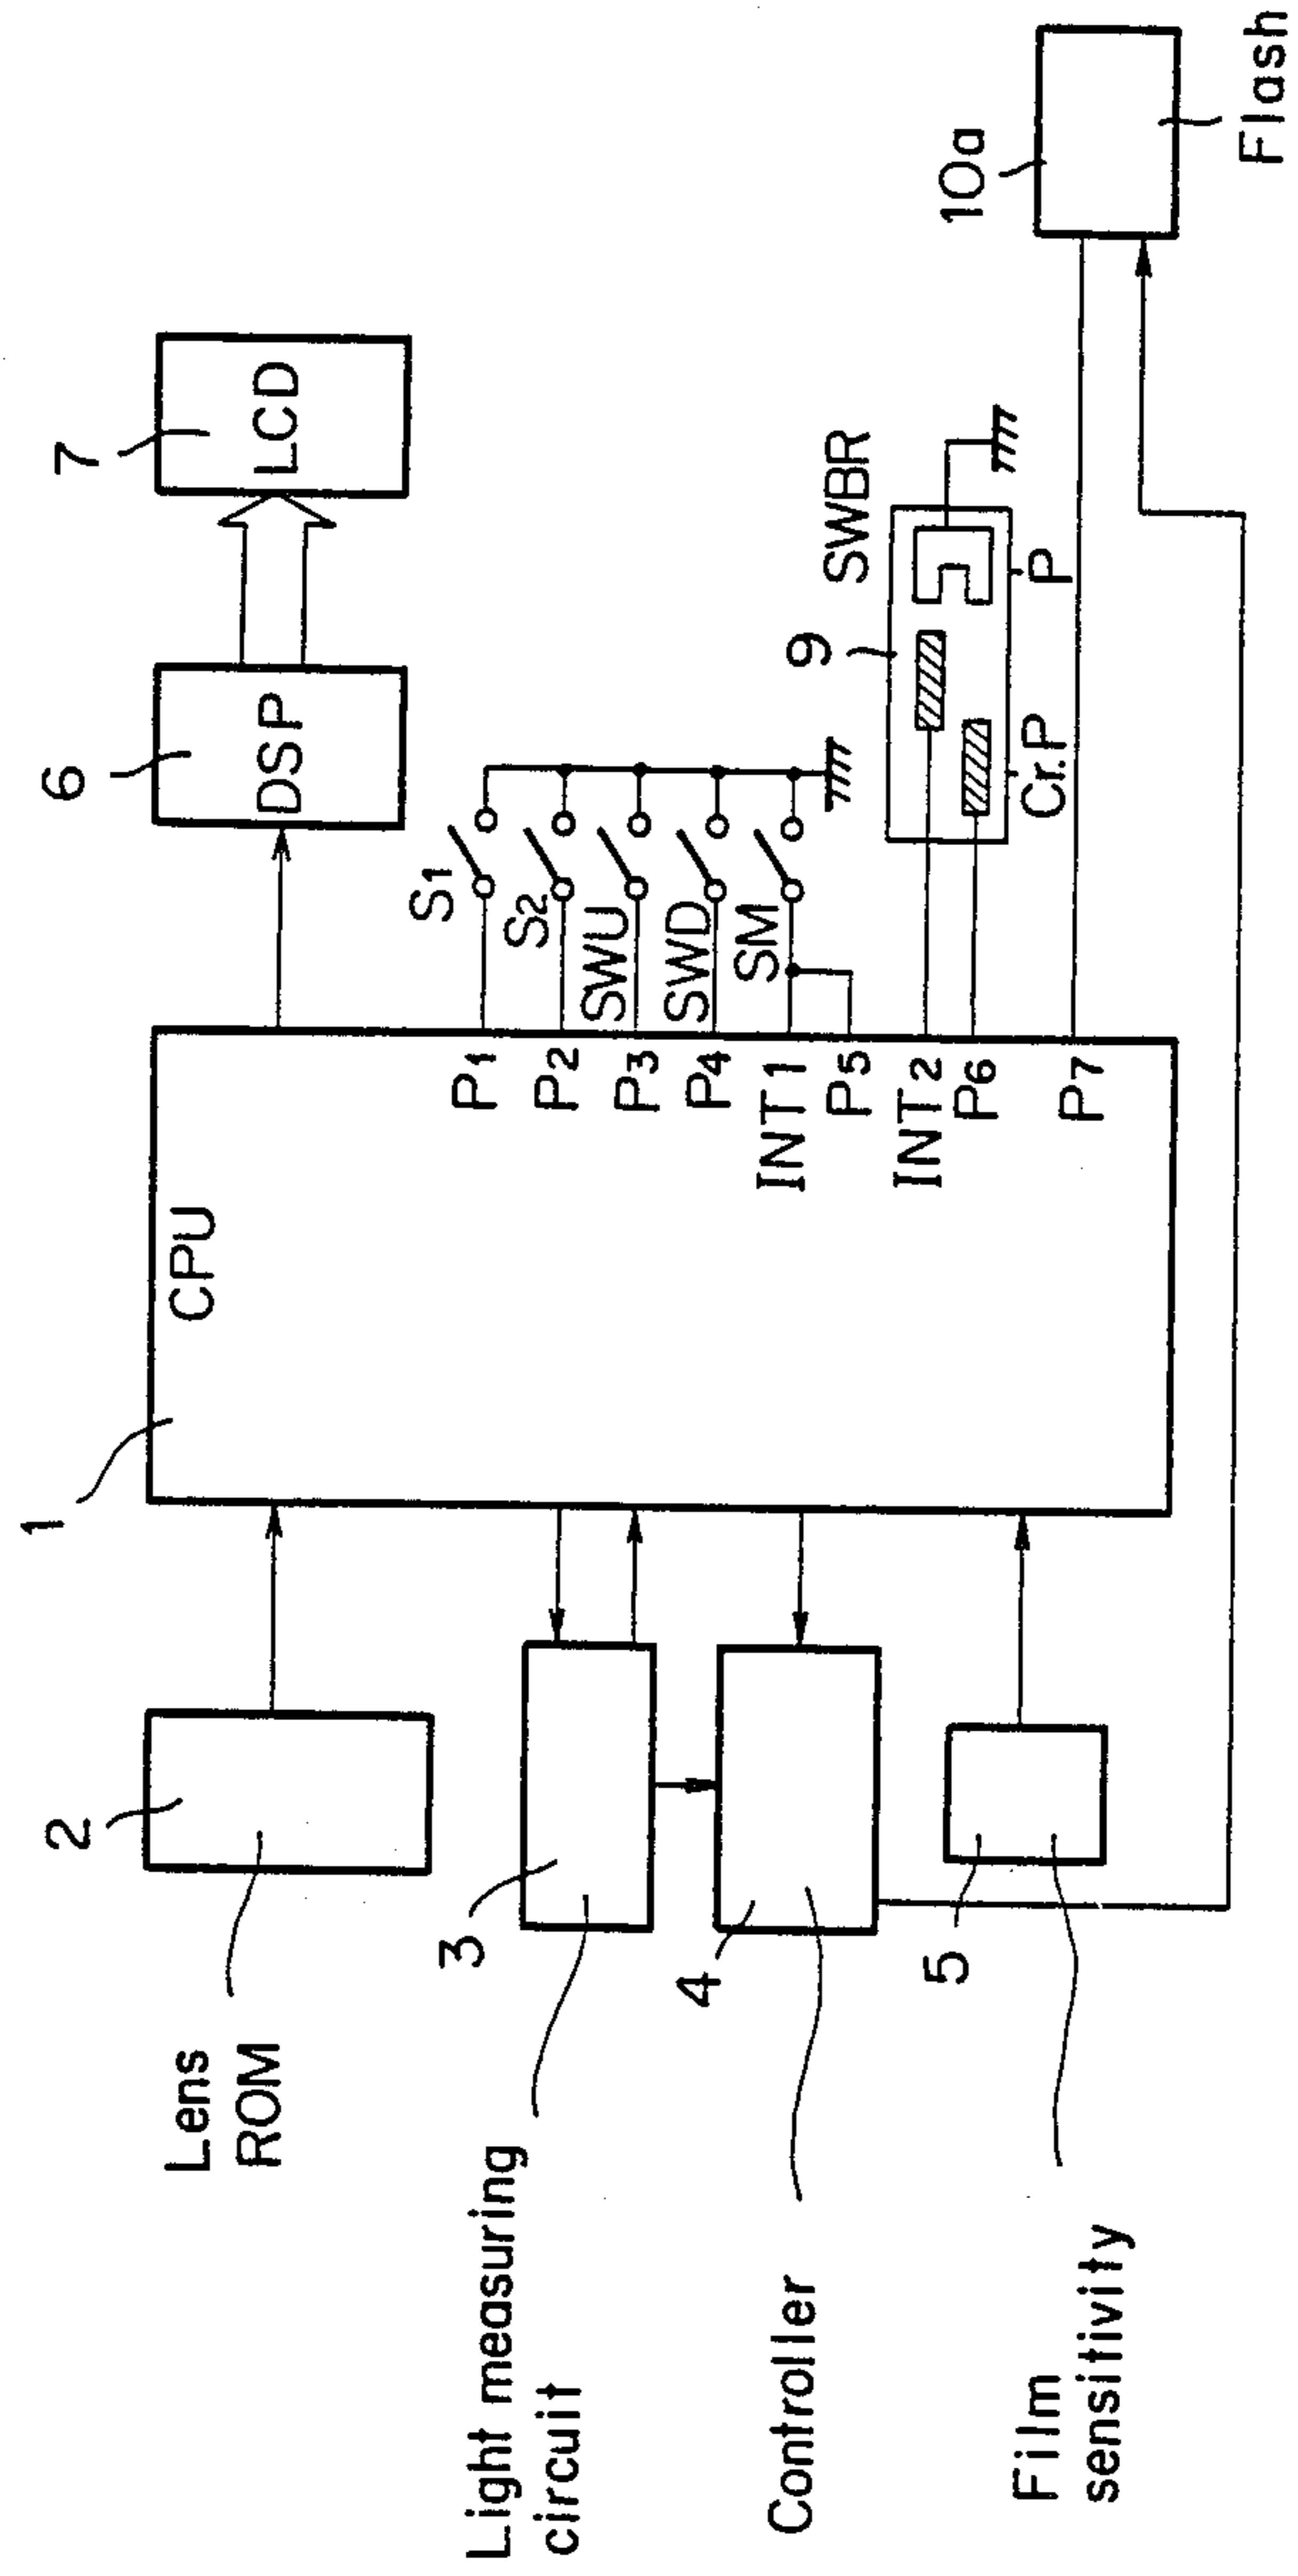 1
CPU
2
Lens
ROM
3
Light measuring
circuit
4
Controller
5
Film
sensitivity
6
DSP
7
LCD
P1
P2
P3
P4
INT1
P5
INT2
P6
P7
S1
S2
SWU
SWD
SM
9
SWBR
Cr.P
P
10a
Flash